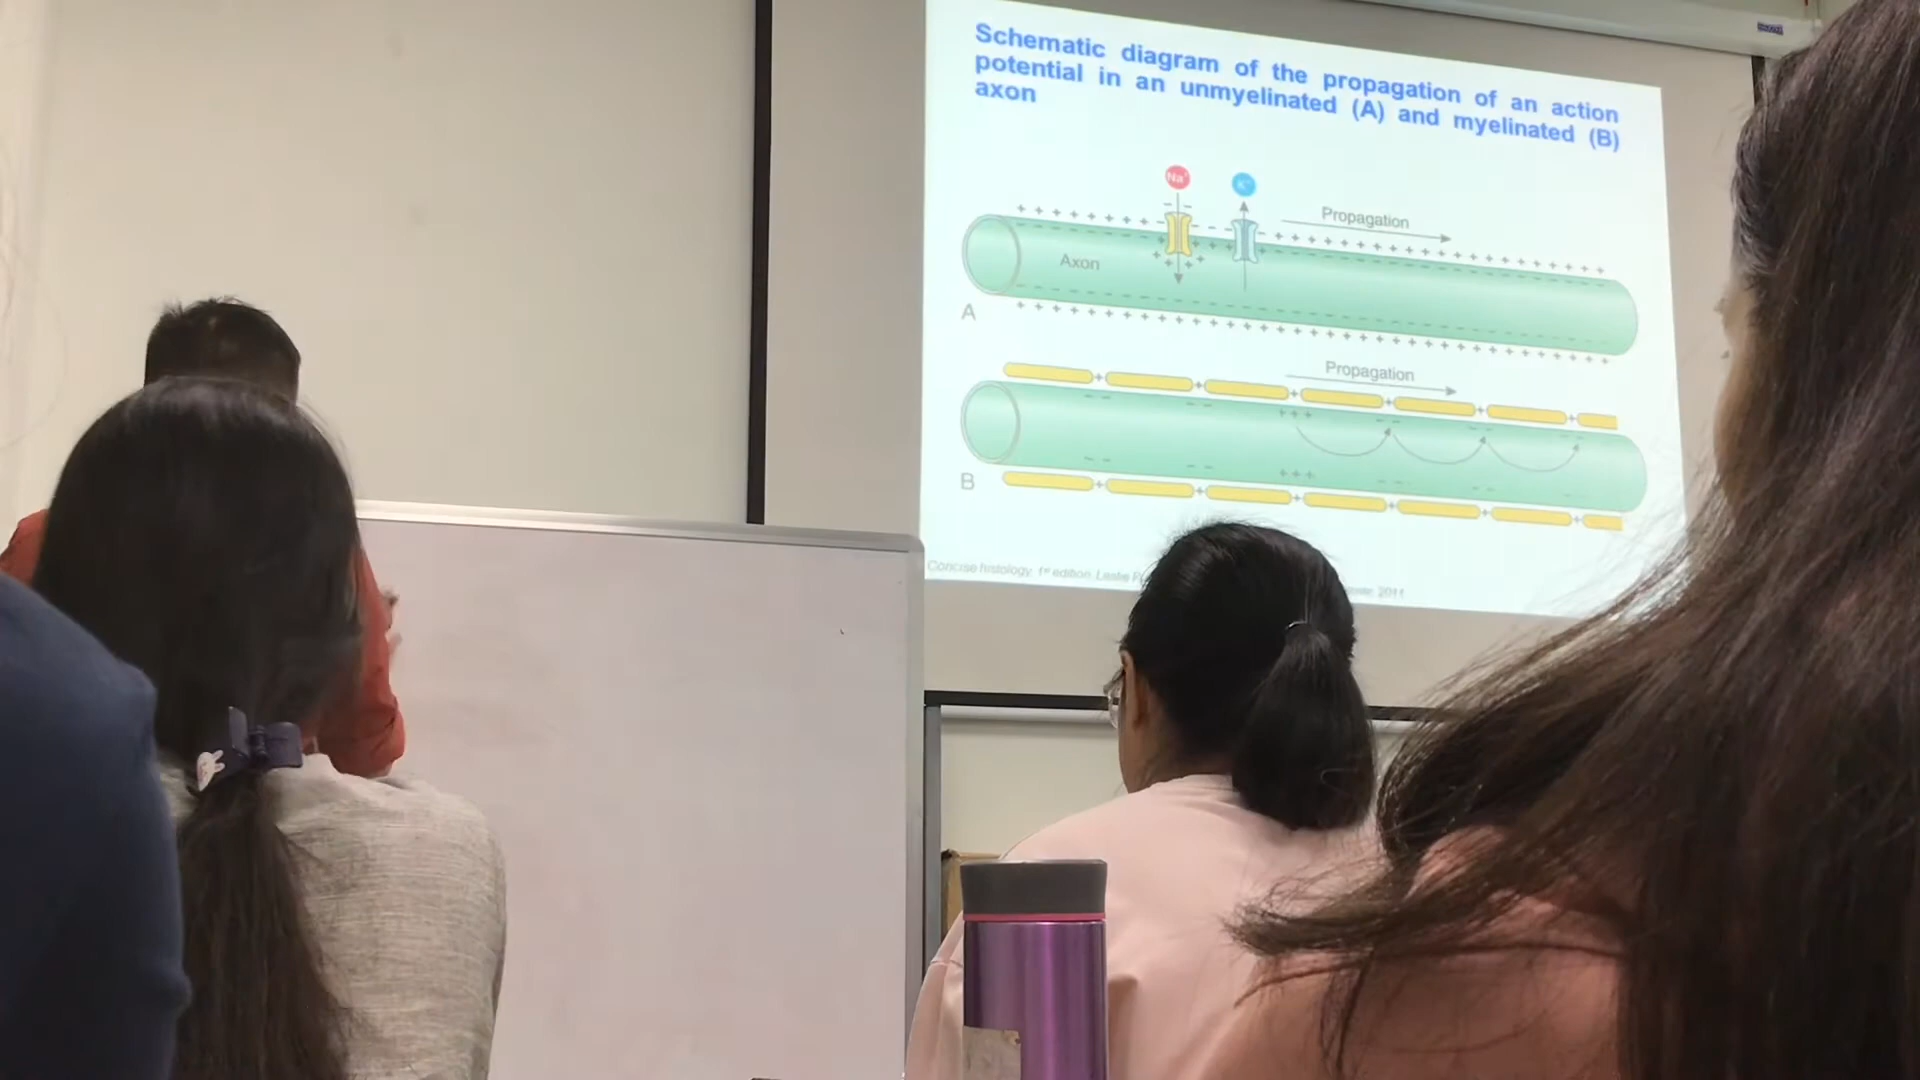 Schematic diagram of the propagation of an action
potential in an unmyelinated (A) and myelinated (B)
axon
Na⁺
K⁺
Propagation
Axon
A
Propagation
B
Concise histology. 1ˢᵗ edition. Leslie
2011